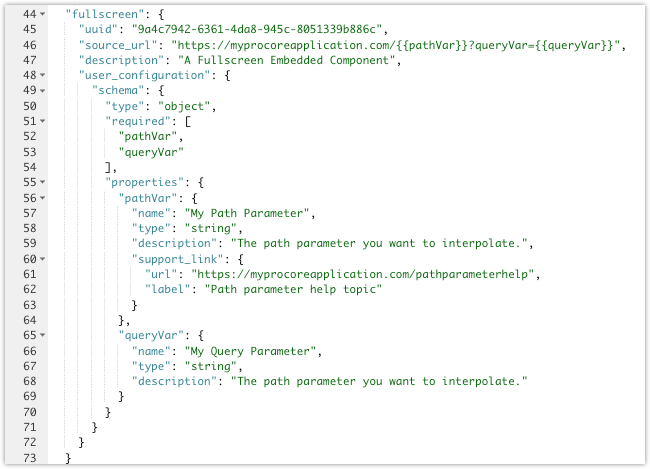 44 "fullscreen": {
45 "uuid": "9a4c7942-6361-4da8-945c-8051339b886c",
46 "source_url": "https://myprocoreapplication.com/{{pathVar}}?queryVar={{queryVar}}",
47 "description": "A Fullscreen Embedded Component",
48 "user_configuration": {
49 "schema": {
50 "type": "object",
51 "required": [
52 "pathVar",
53 "queryVar"
54 ],
55 "properties": {
56 "pathVar": {
57 "name": "My Path Parameter",
58 "type": "string",
59 "description": "The path parameter you want to interpolate.",
60 "support_link": {
61 "url": "https://myprocoreapplication.com/pathparameterhelp",
62 "label": "Path parameter help topic"
63 }
64 },
65 "queryVar": {
66 "name": "My Query Parameter",
67 "type": "string",
68 "description": "The path parameter you want to interpolate."
69 }
70 }
71 }
72 }
73 }